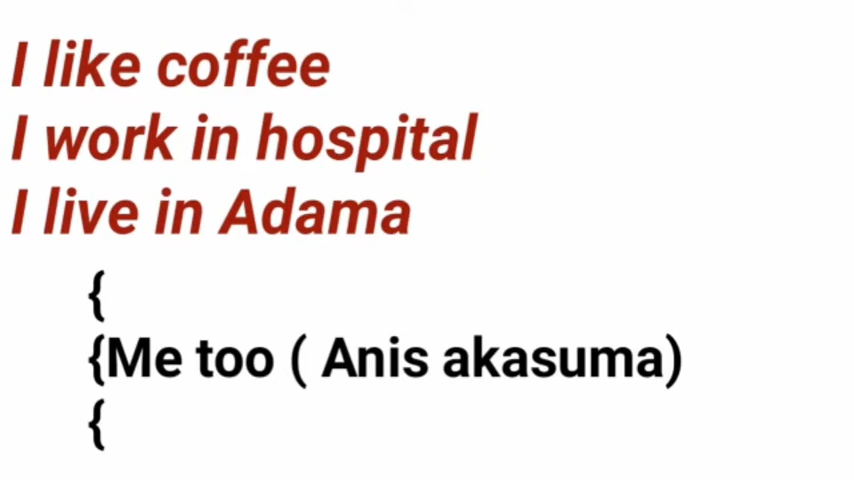 I like coffee
I work in hospital
I live in Adama
{
{Me too ( Anis akasuma)
{